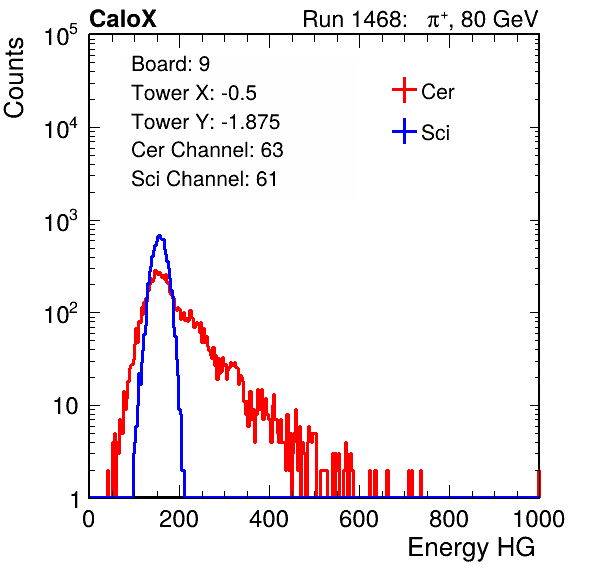 CaloX Run 1468: π⁺, 80 GeV
Board: 9
Tower X: -0.5
Tower Y: -1.875
Cer Channel: 63
Sci Channel: 61
Cer
Sci
Counts
10⁵
10⁴
10³
10²
10
1
0 200 400 600 800 1000
Energy HG